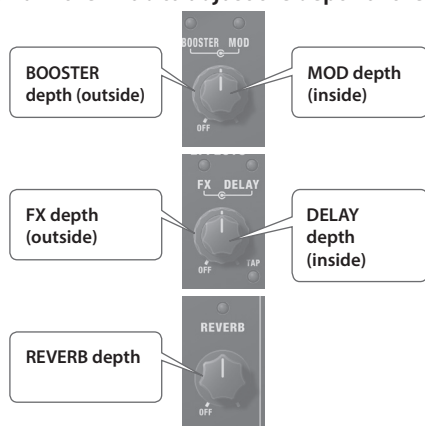 BOOSTER MOD
BOOSTER
depth (outside)
MOD depth
(inside)
OFF
FX DELAY
FX depth
(outside)
DELAY
depth
(inside)
OFF
TAP
REVERB
REVERB depth
OFF